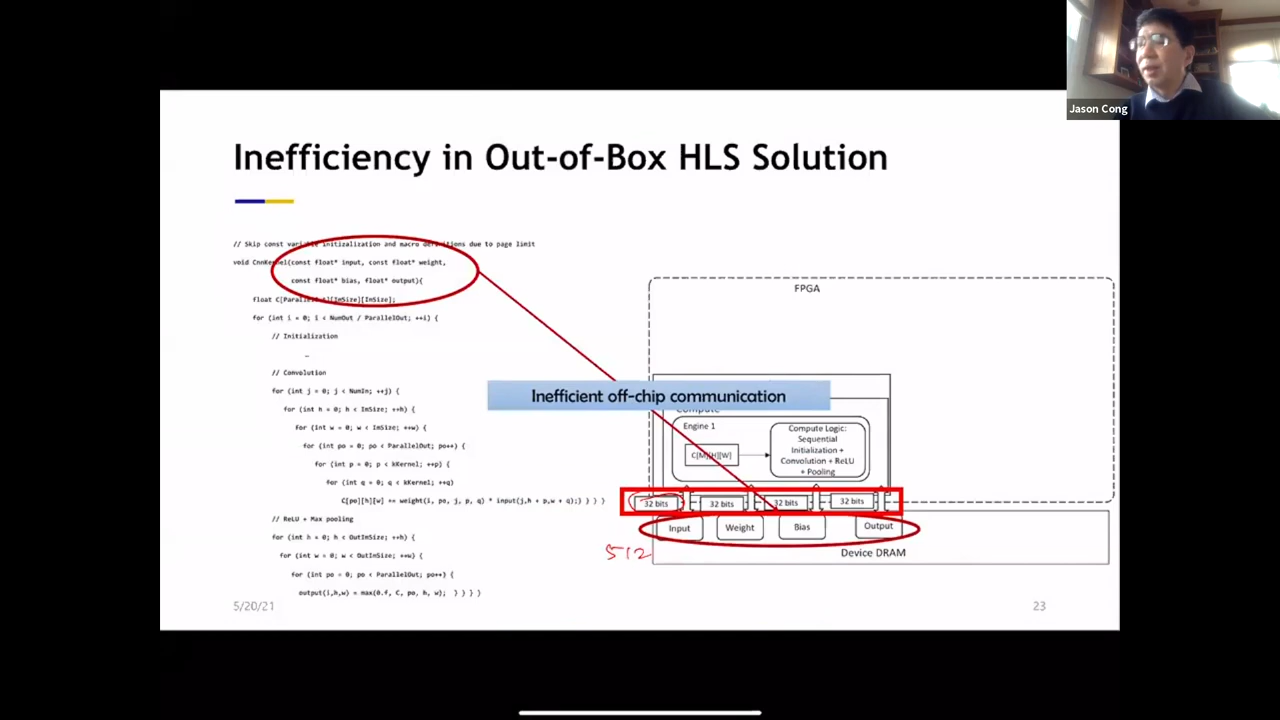 Jason Cong
Inefficiency in Out-of-Box HLS Solution
// Skip const variable initizalization and macro definitions due to page limit
void CnnKernel(const float* input, const float* weight,
const float* bias, float* output){
float C[ParallelOut][ImSize][ImSize];
for (int i = 0; i < NumOut / ParallelOut; ++i) {
// Initialization
…
// Convolution
for (int j = 0; j < NumIn; ++j) {
for (int h = 0; h < ImSize; ++h) {
for (int w = 0; w < ImSize; ++w) {
for (int po = 0; po < ParallelOut; po++) {
for (int p = 0; p < kKernel; ++p) {
for (int q = 0; q < kKernel; ++q)
C[po][h][w] += weight(i, po, j, p, q) * input(j,h + p,w + q);} } } }
// ReLU + Max pooling
for (int h = 0; h < OutImSize; ++h) {
for (int w = 0; w < OutImSize; ++w) {
for (int po = 0; po < ParallelOut; po++) {
output(i,h,w) = max(0.f, C, po, h, w); } } } }
FPGA
Inefficient off-chip communication
Compute
Engine 1
C[M][H][W]
Compute Logic:
Sequential
Initialization +
Convolution + ReLU
+ Pooling
32 bits
32 bits
32 bits
32 bits
Input
Weight
Bias
Output
512
Device DRAM
5/20/21
23